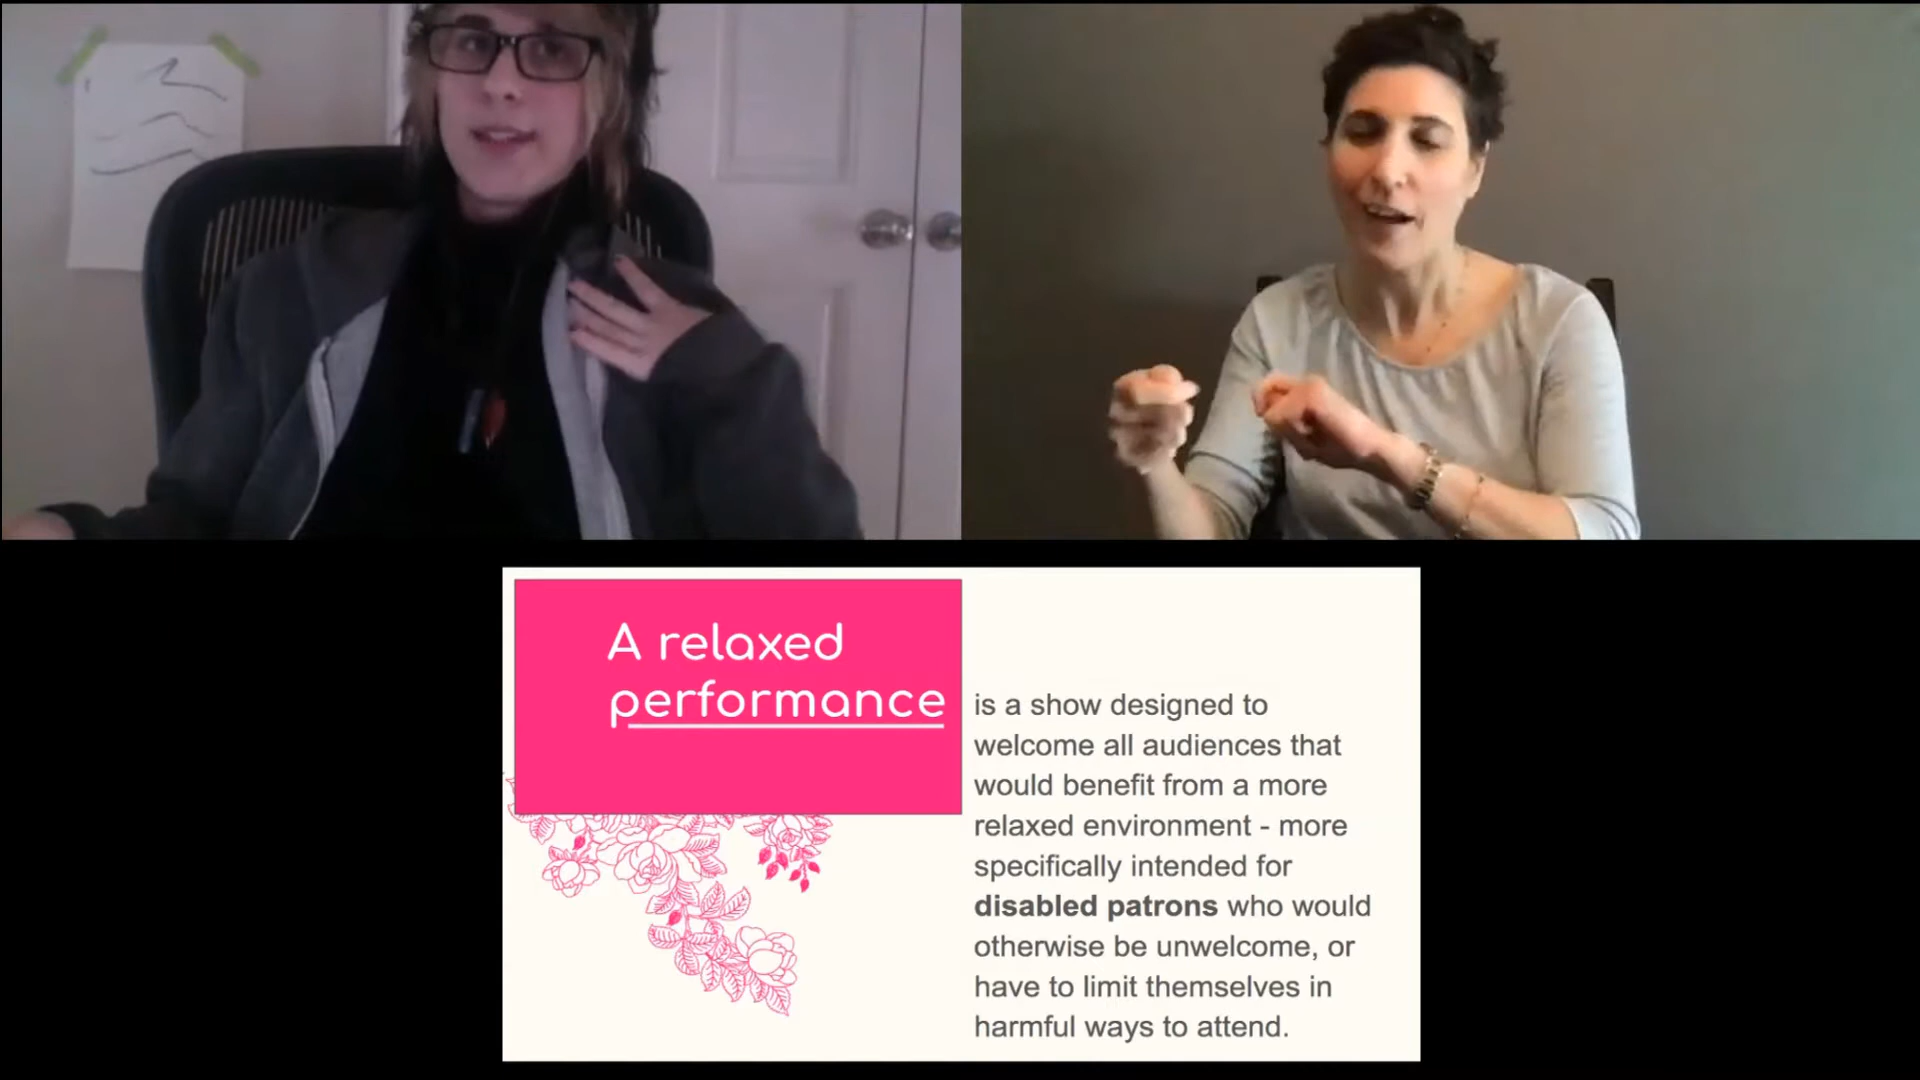 A relaxed
performance
is a show designed to
welcome all audiences that
would benefit from a more
relaxed environment - more
specifically intended for
disabled patrons who would
otherwise be unwelcome, or
have to limit themselves in
harmful ways to attend.